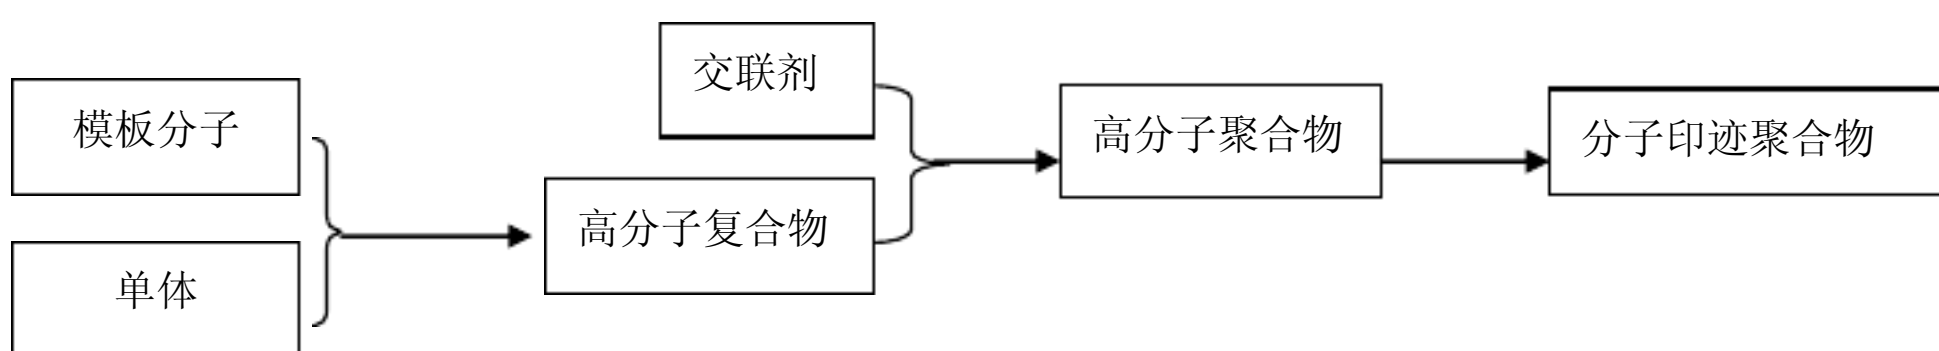 模板分子
单体
交联剂
高分子复合物
高分子聚合物
分子印迹聚合物